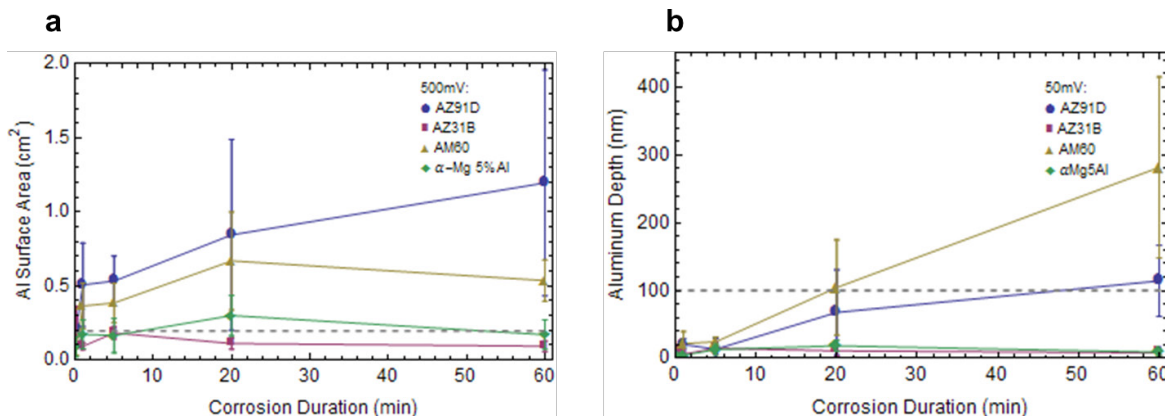 a
b
2.0
1.5
1.0
0.5
0.0
Al Surface Area (cm²)
0 10 20 30 40 50 60
Corrosion Duration (min)
500mV:
AZ91D
AZ31B
AM60
α-Mg 5%Al
400
300
200
100
0
Aluminum Depth (nm)
0 10 20 30 40 50 60
Corrosion Duration (min)
50mV:
AZ91D
AZ31B
AM60
αMg5Al